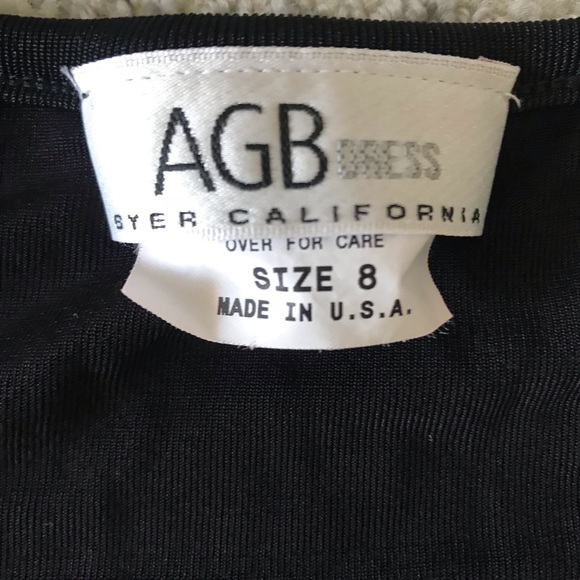 AGB DRESS
BYER CALIFORNIA
OVER FOR CARE
SIZE 8
MADE IN U.S.A.